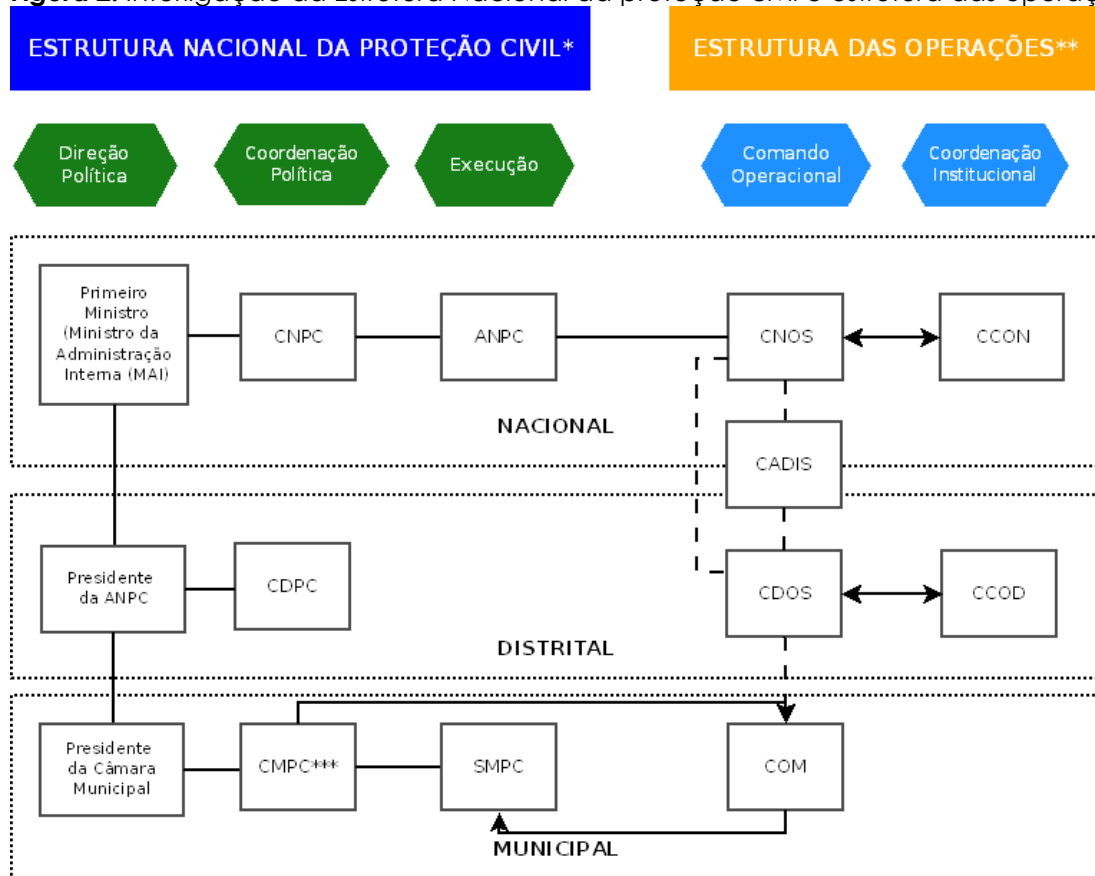 ESTRUTURA NACIONAL DA PROTEÇÃO CIVIL*
ESTRUTURA DAS OPERAÇÕES**
Direção
Política
Coordenação
Política
Execução
Comando
Operacional
Coordenação
Institucional
Primeiro
Ministro
(Ministro da
Administração
Interna (MAI)
CNPC
ANPC
CNOS
CCON
NACIONAL
CADIS
Presidente
da ANPC
CDPC
CDOS
CCOD
DISTRITAL
Presidente
da Câmara
Municipal
CMPC***
SMPC
COM
MUNICIPAL